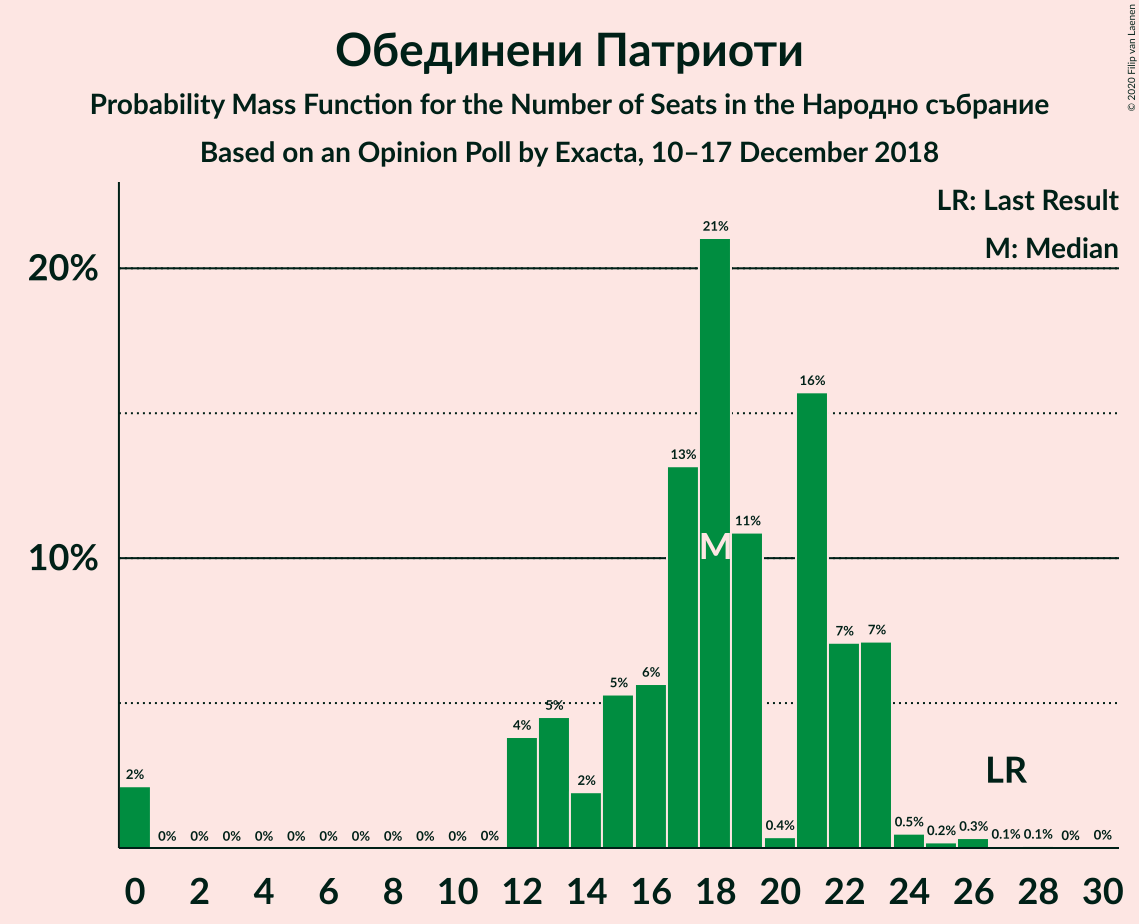 Обединени Патриоти
Probability Mass Function for the Number of Seats in the Народно събрание
Based on an Opinion Poll by Exacta, 10–17 December 2018
© 2020 Filip van Laenen
LR: Last Result
M: Median
20%
10%
2% 0% 0% 0% 0% 0% 0% 0% 0% 0% 0% 0% 4% 5% 2% 5% 6% 13% 21% 11% 0.4% 16% 7% 7% 0.5% 0.2% 0.3% 0.1% 0.1% 0% 0%
M
LR
0 2 4 6 8 10 12 14 16 18 20 22 24 26 28 30